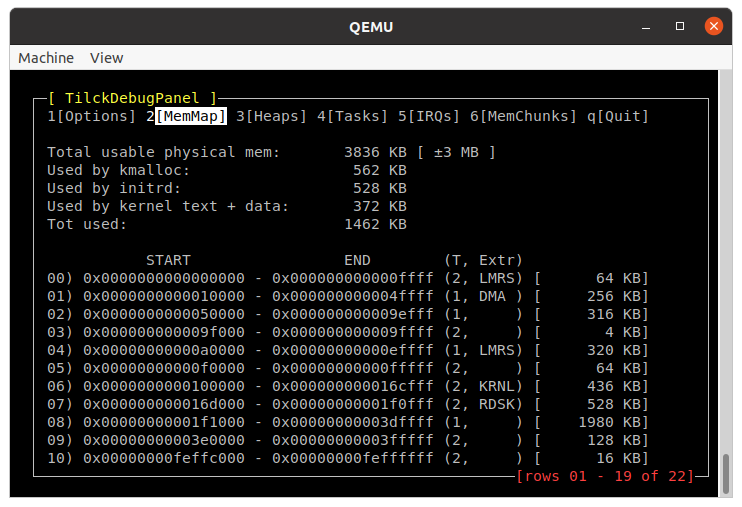 QEMU
Machine View
[ TilckDebugPanel ]
1[Options] 2[MemMap] 3[Heaps] 4[Tasks] 5[IRQs] 6[MemChunks] q[Quit]
Total usable physical mem:       3836 KB [ ±3 MB ]
Used by kmalloc:                  562 KB
Used by initrd:                   528 KB
Used by kernel text + data:       372 KB
Tot used:                        1462 KB
           START                 END        (T, Extr)
00) 0x0000000000000000 - 0x000000000000ffff (2, LMRS) [      64 KB]
01) 0x0000000000010000 - 0x000000000004ffff (1, DMA ) [     256 KB]
02) 0x0000000000050000 - 0x000000000009efff (1,     ) [     316 KB]
03) 0x000000000009f000 - 0x000000000009ffff (2,     ) [       4 KB]
04) 0x00000000000a0000 - 0x00000000000effff (1, LMRS) [     320 KB]
05) 0x00000000000f0000 - 0x00000000000fffff (2,     ) [      64 KB]
06) 0x0000000000100000 - 0x000000000016cfff (2, KRNL) [     436 KB]
07) 0x000000000016d000 - 0x00000000001f0fff (2, RDSK) [     528 KB]
08) 0x00000000001f1000 - 0x00000000003dffff (1,     ) [    1980 KB]
09) 0x00000000003e0000 - 0x00000000003fffff (2,     ) [     128 KB]
10) 0x00000000feffc000 - 0x00000000feffffff (2,     ) [      16 KB]
[rows 01 - 19 of 22]